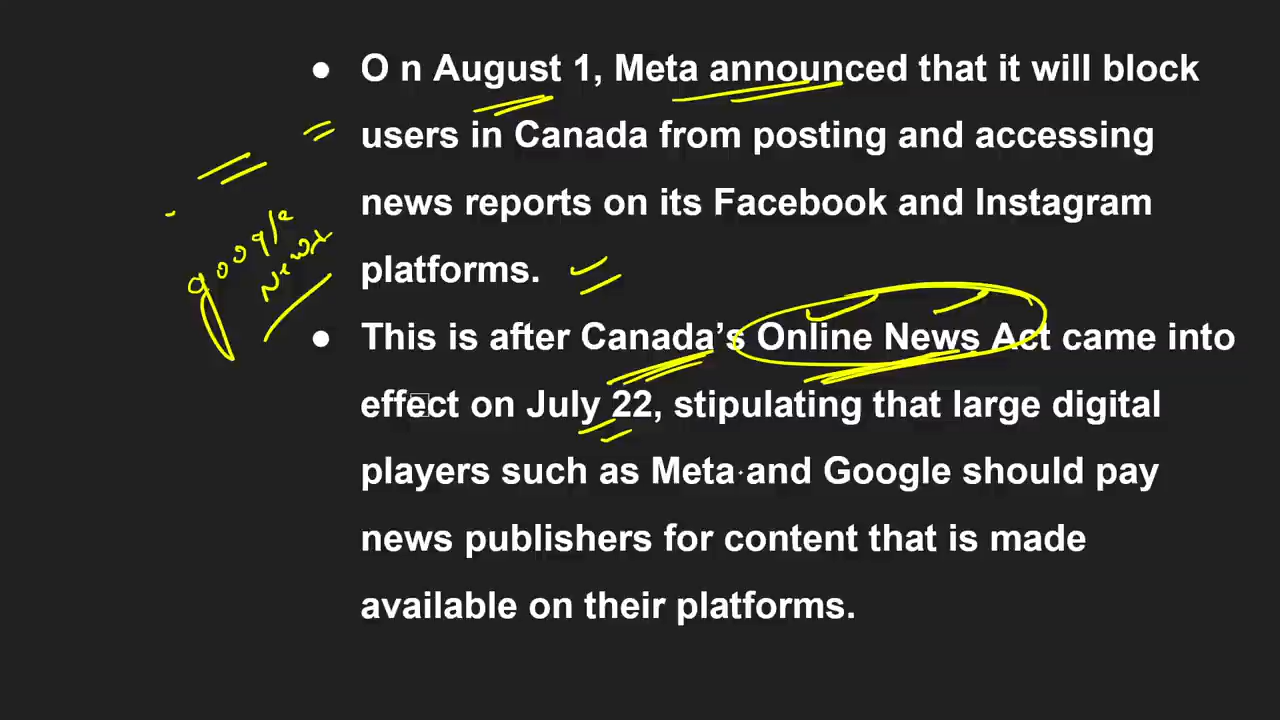 ● O n August 1, Meta announced that it will block
users in Canada from posting and accessing
news reports on its Facebook and Instagram
platforms.
google
News
● This is after Canada’s Online News Act came into
effect on July 22, stipulating that large digital
players such as Meta and Google should pay
news publishers for content that is made
available on their platforms.